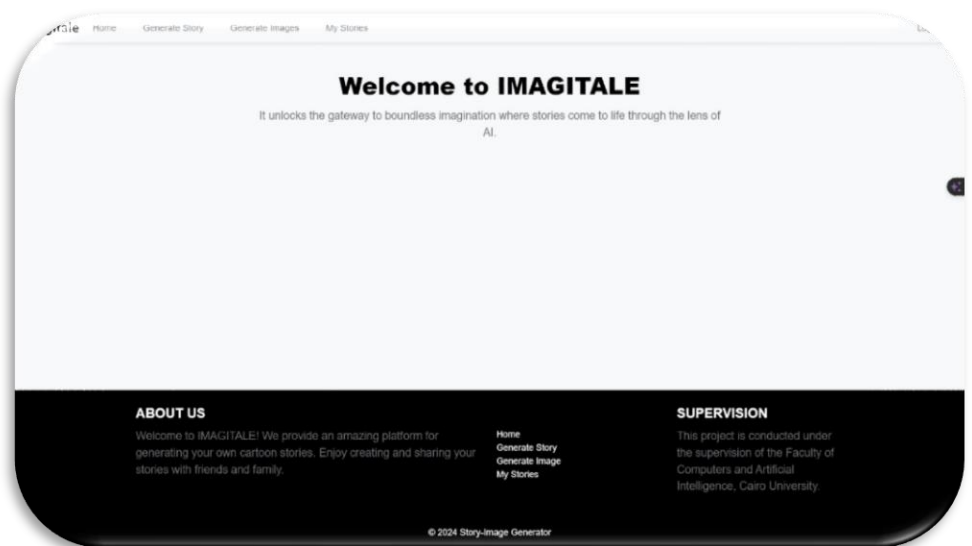 Home Generate Story Generate Images My Stories
Welcome to IMAGITALE
It unlocks the gateway to boundless imagination where stories come to life through the lens of
AI.
ABOUT US
Welcome to IMAGITALE! We provide an amazing platform for
generating your own cartoon stories. Enjoy creating and sharing your
stories with friends and family.
Home
Generate Story
Generate Image
My Stories
SUPERVISION
This project is conducted under
the supervision of the Faculty of
Computers and Artificial
Intelligence, Cairo University.
© 2024 Story-Image Generator